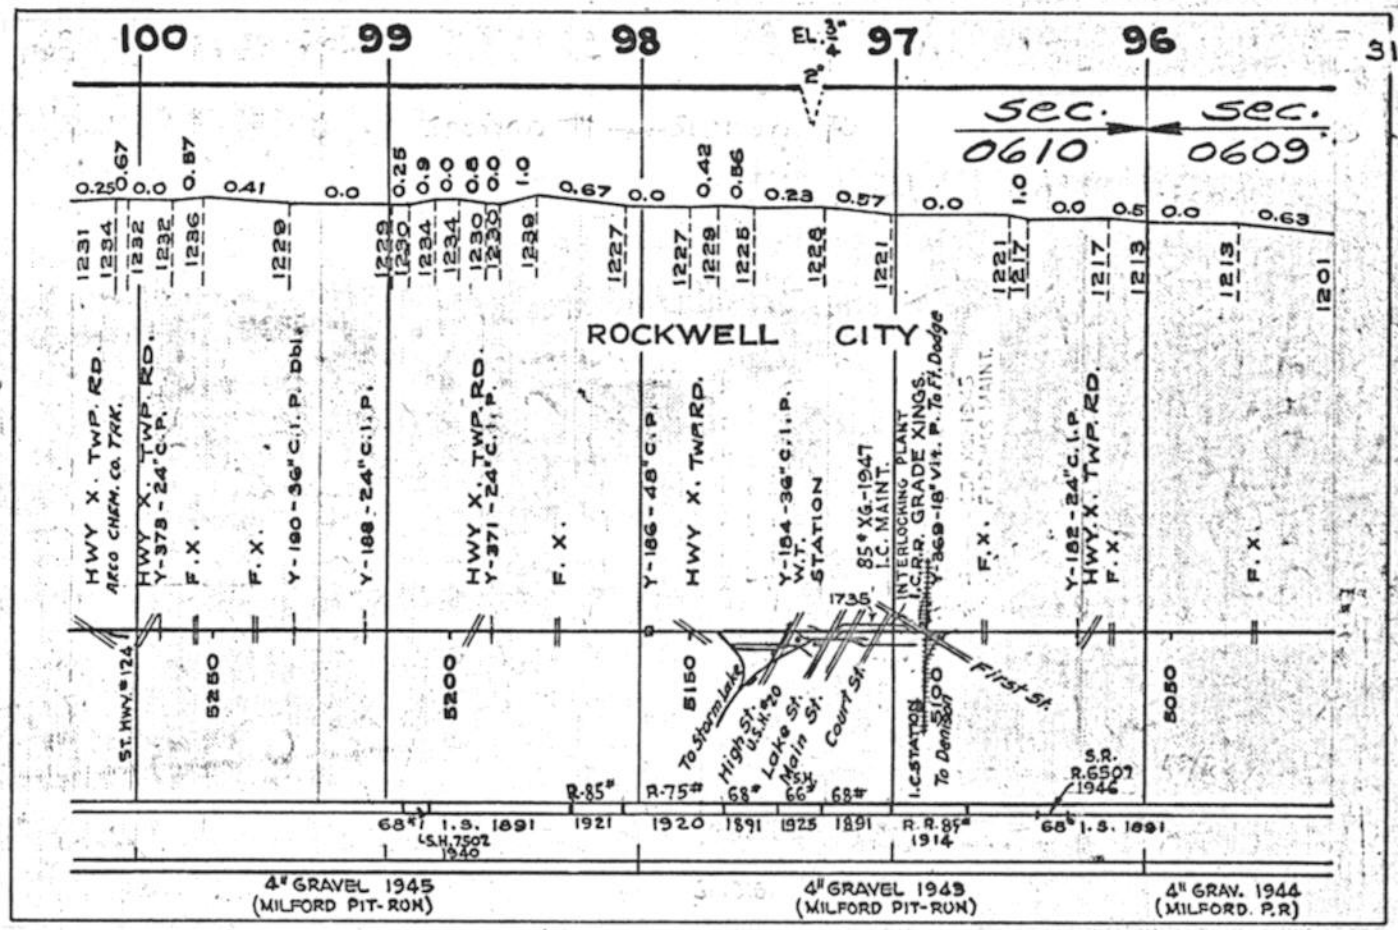 100 99 98 EL. 3" 4 97 96
N.
sec. sec.
0610 0609
0.25 0.67 0.0 0.57 0.41 0.0 0.25 0.9 0.0 0.8 0.0 1.0 0.67 0.0 0.42 0.56 0.23 0.57 0.0 1.0 0.0 0.5 0.0 0.63
1231 1234 1232 1232 1236 1229 1229 1230 1234 1234 1230 1230 1239 1227 1227 1229 1225 1228 1221 1221 1217 1217 1213 1213 1201
ROCKWELL CITY
HWY X. TWP RD.
ARCO CHEM. CO. TRK.
HWY X. TWP. RD.
Y-373-24" C.P.
F. X.
F. X.
Y-190-36" C.I.P. Dbl.
Y-188-24" C.I.P.
HWY X. TWP. RD.
Y-371-24" C.I.P.
F. X.
Y-186-48" C.P.
HWY X. TWP.RD.
Y-184-36" C.I.P.
W.T.
STATION
85# XG-1947
I.C. MAINT.
INTERLOCKING PLANT
I.C.R.R. GRADE XINGS.
Y-369-18" Vit. P. To Ft. Dodge
F. X.
Y-182-24" C.I.P.
HWY. X. TWP. RD.
F. X.
F. X.
1735
ST. HWY. #124
5250
5200
5150
To Storm Lake
High St.
U.S.H. #20
Lake St.
Main St.
S.H.
Court St.
I.C. STATION
5100
To Denison
First St.
5050
S.R.
R.6507
1946
R-85# R-75# 68# 66# 68#
68# I.S. 1891 1921 1920 1891 1925 1891 R.R.85# 68# I.S. 1891
S.H. 7502
1940
1914
4" GRAVEL 1945 4" GRAVEL 1943 4" GRAV. 1944
(MILFORD PIT-RUN) (MILFORD PIT-RUN) (MILFORD. P.R)